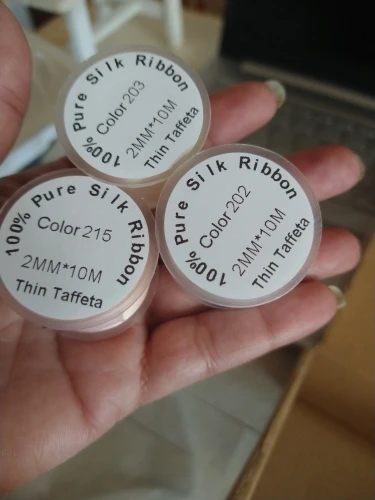 100% Pure Silk Ribbon
Color 203
2MM*10M
Thin Taffeta
100% Pure Silk Ribbon
Color 215
2MM*10M
Thin Taffeta
100% Pure Silk Ribbon
Color 202
2MM*10M
Thin Taffeta